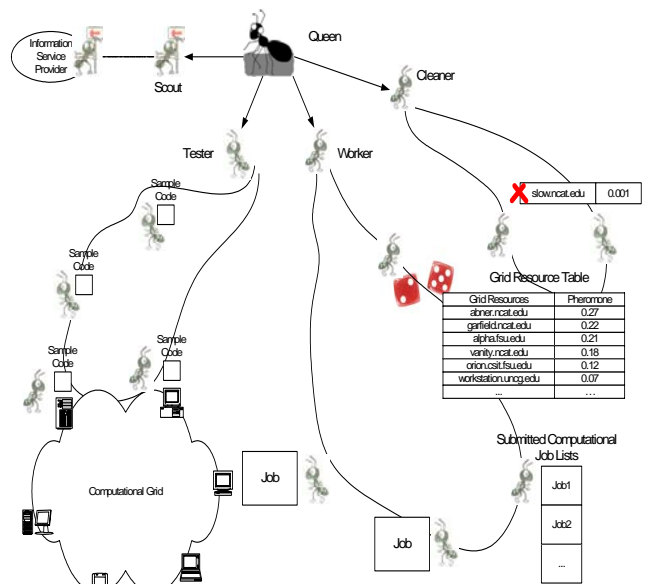 Queen
Information
Service
Provider
Scout
Cleaner
Tester
Worker
Sample
Code
slow.ncat.edu 0.001
Sample
Code
Grid Resource Table
Grid Resources Pheromone
abner.ncat.edu 0.27
garfield.ncat.edu 0.22
alpha.fsu.edu 0.21
vanity.ncat.edu 0.18
orion.csit.fsu.edu 0.12
workstation.uncg.edu 0.07
... ...
Sample
Code
Sample
Code
Submitted Computational
Job Lists
Computational Grid
Job
Job
Job1
Job2
...